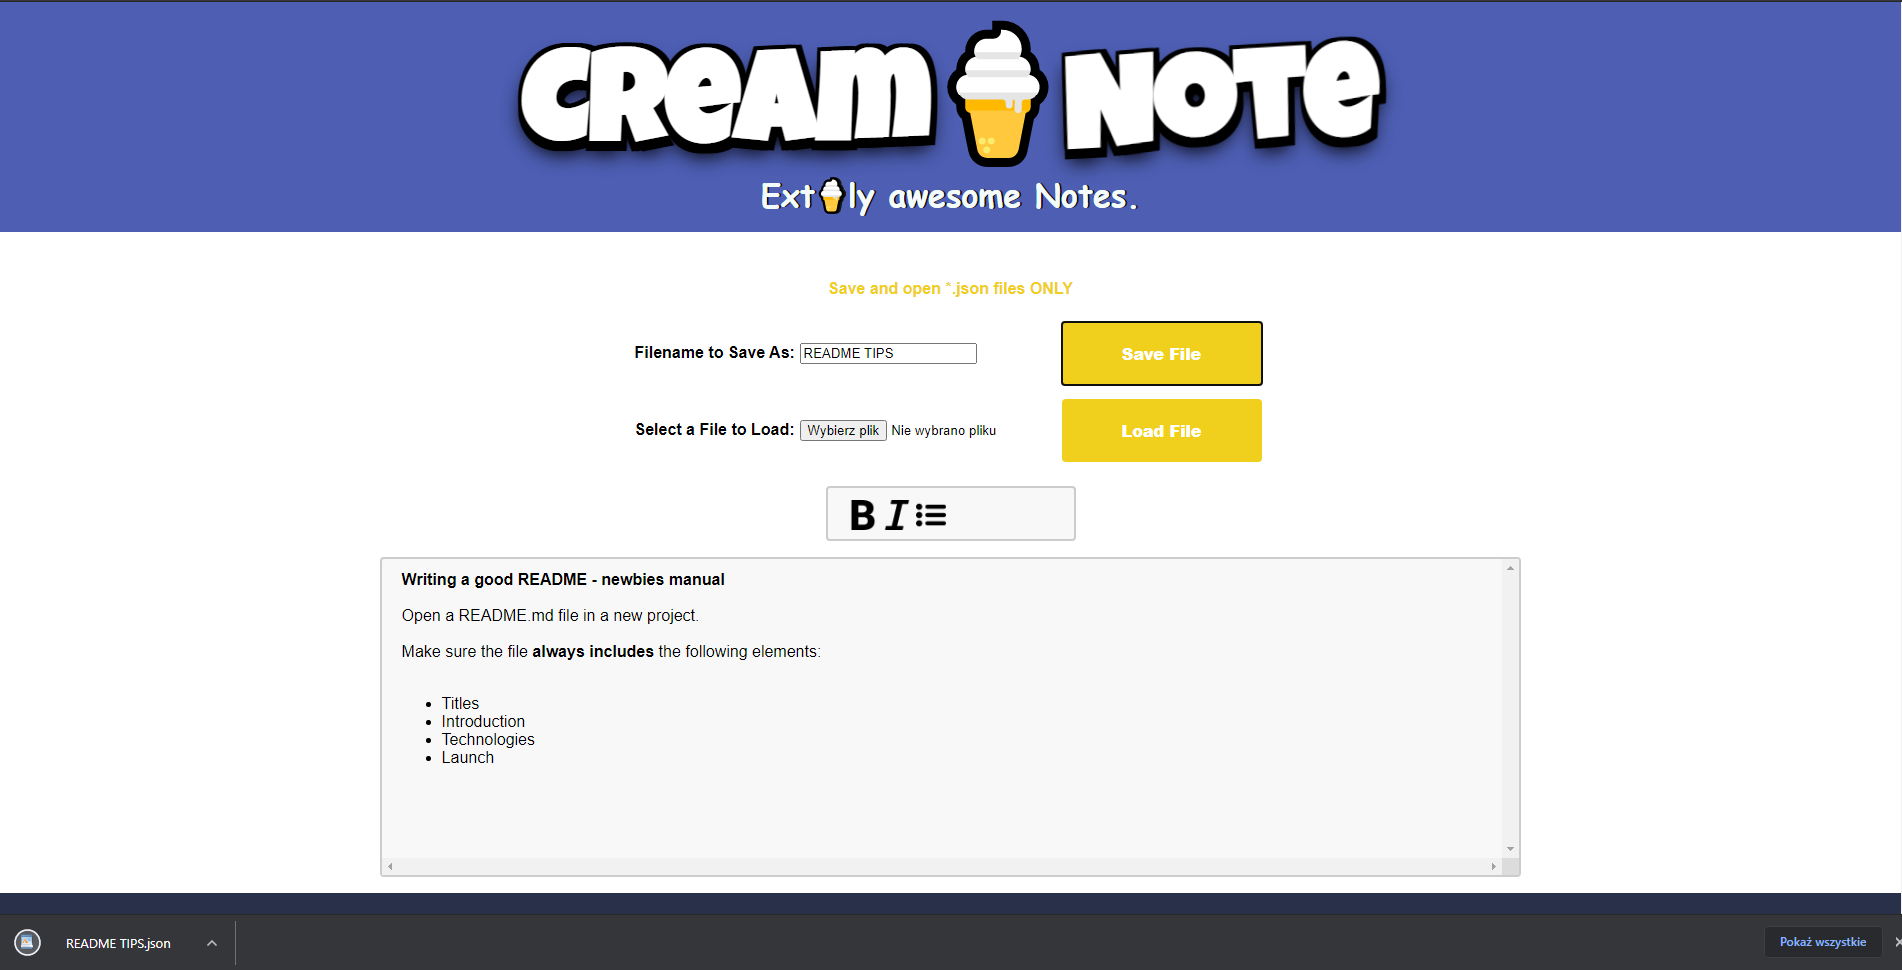 CREAM NOTE
Ext ly awesome Notes.
Save and open *.json files ONLY
Filename to Save As: README TIPS Save File
Select a File to Load: Wybierz plik Nie wybrano pliku Load File
B I
Writing a good README - newbies manual
Open a README.md file in a new project.
Make sure the file always includes the following elements:
Titles
Introduction
Technologies
Launch
README TIPS.json Pokaż wszystkie